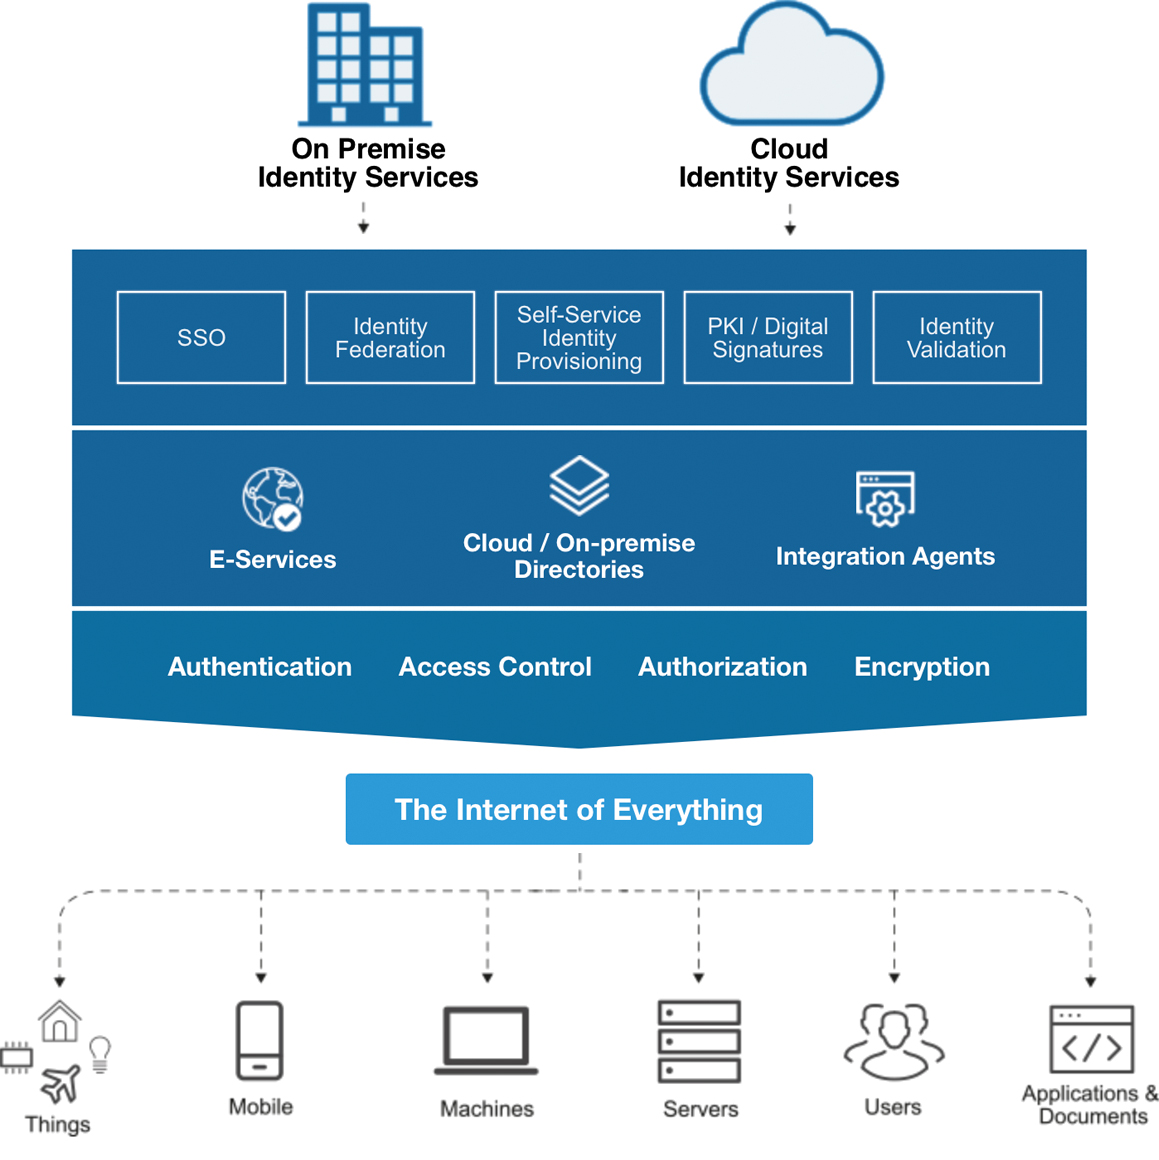 On Premise
Identity Services
Cloud
Identity Services
SSO
Identity
Federation
Self-Service
Identity
Provisioning
PKI / Digital
Signatures
Identity
Validation
E-Services
Cloud / On-premise
Directories
Integration Agents
Authentication
Access Control
Authorization
Encryption
The Internet of Everything
Things
Mobile
Machines
Servers
Users
Applications &
Documents